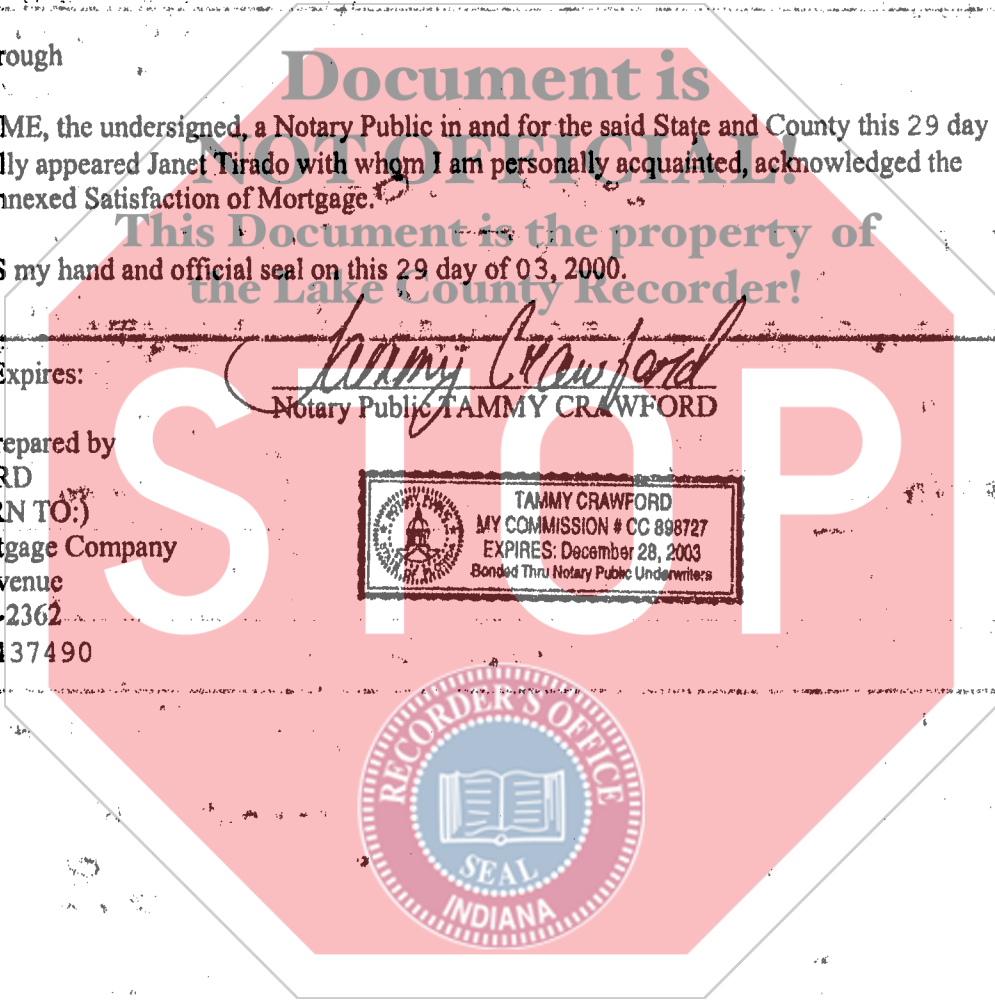 rough
Document is
ME, the undersigned, a Notary Public in and for the said State and County this 29 day
NOT OFFICIAL!
lly appeared Janet Tirado with whom I am personally acquainted, acknowledged the
nnexed Satisfaction of Mortgage.
This Document is the property of
S my hand and official seal on this 29 day of 03, 2000.
the Lake County Recorder!
Tammy Crawford
Expires:
Notary Public TAMMY CRAWFORD
STOP
epared by
RD
RN TO:)
tgage Company
venue
-2362
137490
TAMMY CRAWFORD
MY COMMISSION # CC 898727
EXPIRES: December 28, 2003
Bonded Thru Notary Public Underwriters
RECORDER'S OFFICE
SEAL
INDIANA